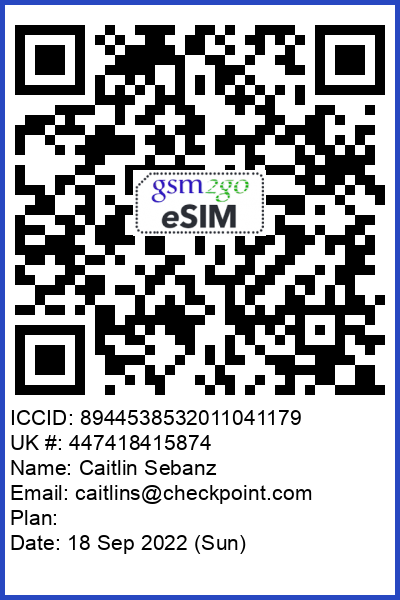 gsm2go
eSIM
ICCID: 8944538532011041179
UK #: 447418415874
Name: Caitlin Sebanz
Email: caitlins@checkpoint.com
Plan:
Date: 18 Sep 2022 (Sun)